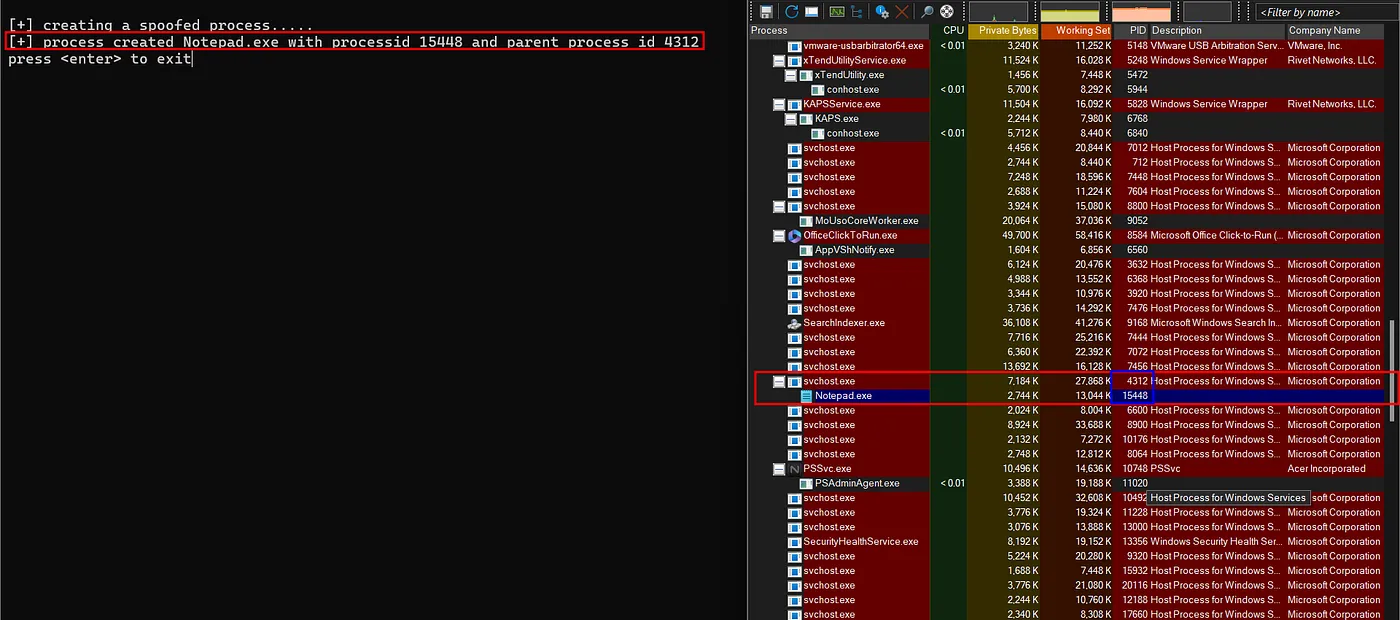 [+] creating a spoofed process.....
[+] process created Notepad.exe with processid 15448 and parent process id 4312
press <enter> to exit
<Filter by name>
Process CPU Private Bytes Working Set PID Description Company Name
vmware-usbarbitrator64.exe < 0.01 3,240 K 11,252 K 5148 VMware USB Arbitration Serv... VMware, Inc.
xTendUtilityService.exe 11,524 K 16,028 K 5248 Windows Service Wrapper Rivet Networks, LLC.
xTendUtility.exe 1,456 K 7,448 K 5472
conhost.exe < 0.01 5,700 K 8,292 K 5944
KAPSService.exe 11,504 K 16,092 K 5828 Windows Service Wrapper Rivet Networks, LLC.
KAPS.exe 2,244 K 7,980 K 6768
conhost.exe < 0.01 5,712 K 8,440 K 6840
svchost.exe 4,456 K 20,844 K 7012 Host Process for Windows S... Microsoft Corporation
svchost.exe 2,744 K 8,440 K 712 Host Process for Windows S... Microsoft Corporation
svchost.exe 7,248 K 18,596 K 7448 Host Process for Windows S... Microsoft Corporation
svchost.exe 2,688 K 11,224 K 7604 Host Process for Windows S... Microsoft Corporation
svchost.exe 3,924 K 15,080 K 8800 Host Process for Windows S... Microsoft Corporation
MoUsoCoreWorker.exe 20,064 K 37,036 K 9052
OfficeClickToRun.exe 49,700 K 58,416 K 8584 Microsoft Office Click-to-Run (... Microsoft Corporation
AppVShNotify.exe 1,604 K 6,856 K 6560
svchost.exe 6,124 K 20,476 K 3632 Host Process for Windows S... Microsoft Corporation
svchost.exe 4,988 K 13,552 K 6368 Host Process for Windows S... Microsoft Corporation
svchost.exe 3,344 K 10,976 K 3920 Host Process for Windows S... Microsoft Corporation
svchost.exe 3,736 K 14,292 K 7476 Host Process for Windows S... Microsoft Corporation
SearchIndexer.exe 36,108 K 41,276 K 9168 Microsoft Windows Search In... Microsoft Corporation
svchost.exe 7,716 K 25,216 K 7444 Host Process for Windows S... Microsoft Corporation
svchost.exe 6,360 K 22,392 K 7072 Host Process for Windows S... Microsoft Corporation
svchost.exe 13,692 K 16,128 K 7456 Host Process for Windows S... Microsoft Corporation
svchost.exe 7,184 K 27,868 K 4312 Host Process for Windows S... Microsoft Corporation
Notepad.exe 2,744 K 13,044 K 15448
svchost.exe 2,024 K 8,004 K 6600 Host Process for Windows S... Microsoft Corporation
svchost.exe 8,924 K 33,688 K 8900 Host Process for Windows S... Microsoft Corporation
svchost.exe 2,132 K 7,272 K 10176 Host Process for Windows S... Microsoft Corporation
svchost.exe 2,748 K 12,812 K 8064 Host Process for Windows S... Microsoft Corporation
PSSvc.exe 10,496 K 14,636 K 10748 PSSvc Acer Incorporated
PSAdminAgent.exe < 0.01 3,388 K 19,188 K 11020
svchost.exe 10,452 K 32,608 K 10492 Host Process for Windows Services soft Corporation
svchost.exe 3,776 K 19,324 K 11228 Host Process for Windows S... Microsoft Corporation
svchost.exe 3,076 K 13,888 K 13000 Host Process for Windows S... Microsoft Corporation
SecurityHealthService.exe 8,192 K 19,152 K 13356 Windows Security Health Ser... Microsoft Corporation
svchost.exe 5,224 K 20,280 K 9320 Host Process for Windows S... Microsoft Corporation
svchost.exe 1,688 K 7,448 K 15932 Host Process for Windows S... Microsoft Corporation
svchost.exe 3,776 K 21,080 K 20116 Host Process for Windows S... Microsoft Corporation
svchost.exe 2,244 K 10,760 K 12188 Host Process for Windows S... Microsoft Corporation
svchost.exe 2,340 K 8,308 K 17660 Host Process for Windows S... Microsoft Corporation